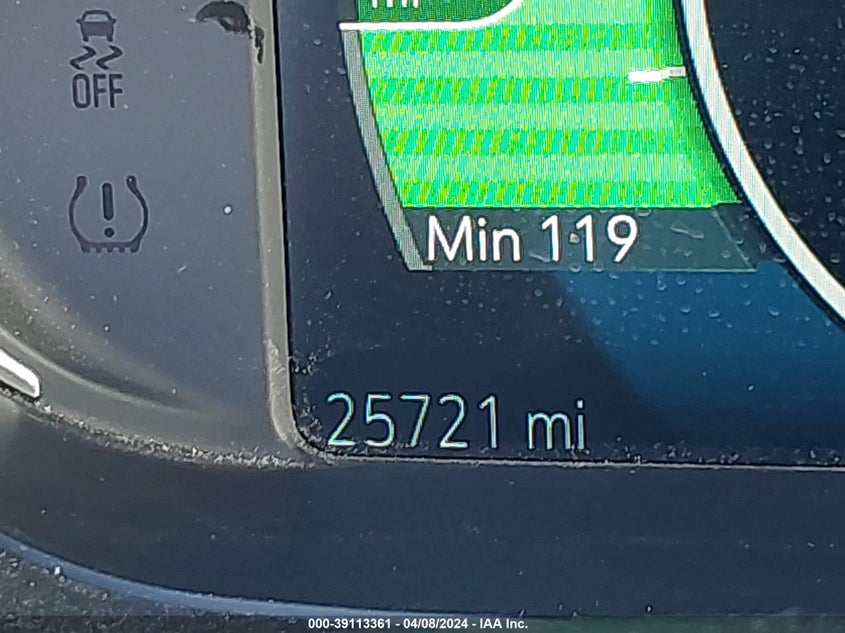 OFF
Min 119
25721 mi
000-39113361 - 04/08/2024 - IAA Inc.